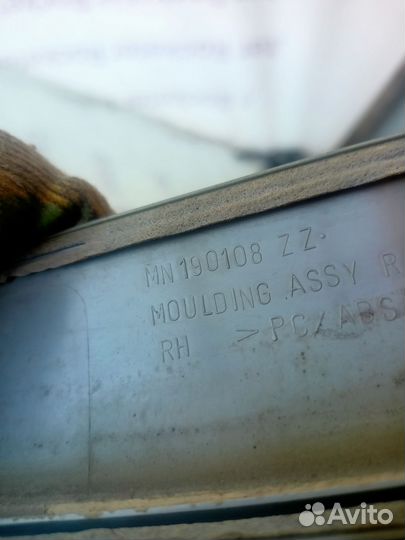 MN190108 ZZ.
MOULDING ASSY R
RH >PC/ABS
Avito